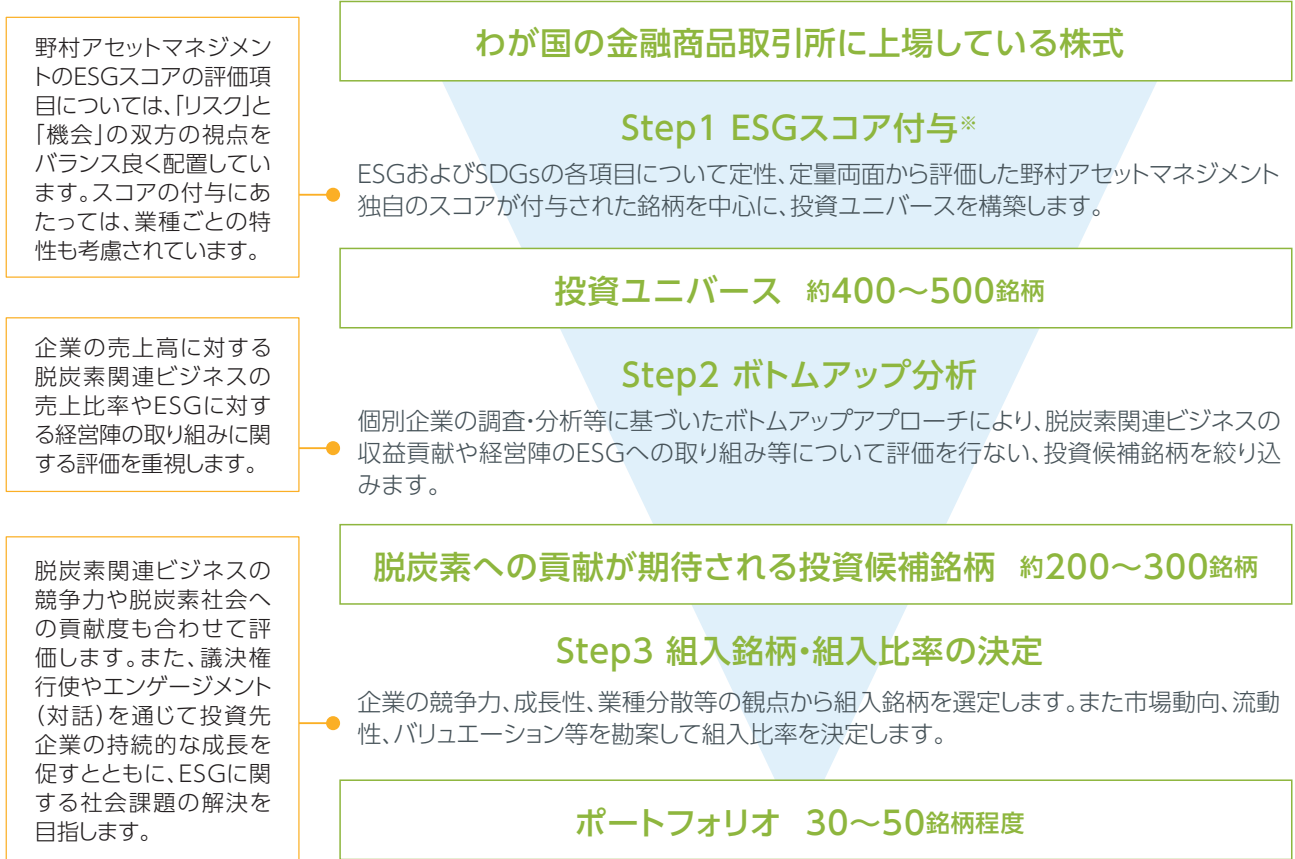 わが国の金融商品取引所に上場している株式
野村アセットマネジメン
トのESGスコアの評価項
目については、「リスク」と
「機会」の双方の視点を
バランス良く配置してい
ます。スコアの付与にあ
たっては、業種ごとの特
性も考慮されています。
Step1 ESGスコア付与※
ESGおよびSDGsの各項目について定性、定量両面から評価した野村アセットマネジメント
独自のスコアが付与された銘柄を中心に、投資ユニバースを構築します。
投資ユニバース 約400～500銘柄
企業の売上高に対する
脱炭素関連ビジネスの
売上比率やESGに対す
る経営陣の取り組みに関
する評価を重視します。
Step2 ボトムアップ分析
個別企業の調査・分析等に基づいたボトムアップアプローチにより、脱炭素関連ビジネスの
収益貢献や経営陣のESGへの取り組み等について評価を行ない、投資候補銘柄を絞り込
みます。
脱炭素への貢献が期待される投資候補銘柄 約200～300銘柄
脱炭素関連ビジネスの
競争力や脱炭素社会へ
の貢献度も合わせて評
価します。また、議決権
行使やエンゲージメント
（対話）を通じて投資先
企業の持続的な成長を
促すとともに、ESGに関
する社会課題の解決を
目指します。
Step3 組入銘柄・組入比率の決定
企業の競争力、成長性、業種分散等の観点から組入銘柄を選定します。また市場動向、流動
性、バリュエーション等を勘案して組入比率を決定します。
ポートフォリオ 30～50銘柄程度